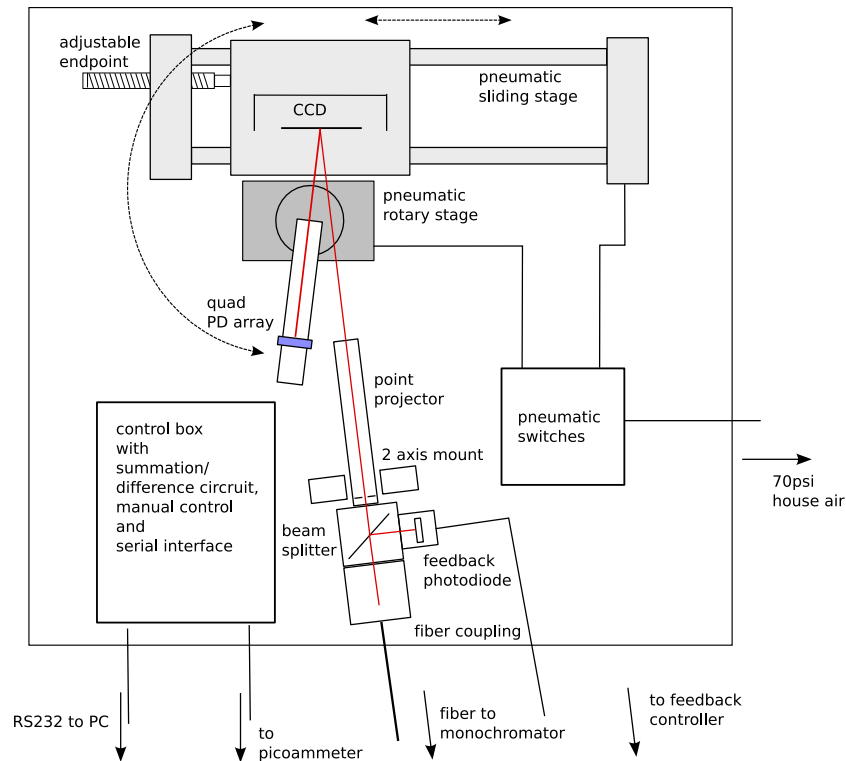 adjustable
endpoint
CCD
pneumatic
sliding stage
pneumatic
rotary stage
quad
PD array
point
projector
pneumatic
switches
control box
with
summation/
difference circruit,
manual control
and
serial interface
2 axis mount
70psi
house air
beam
splitter
feedback
photodiode
fiber coupling
RS232 to PC
to
picoammeter
fiber to
monochromator
to feedback
controller